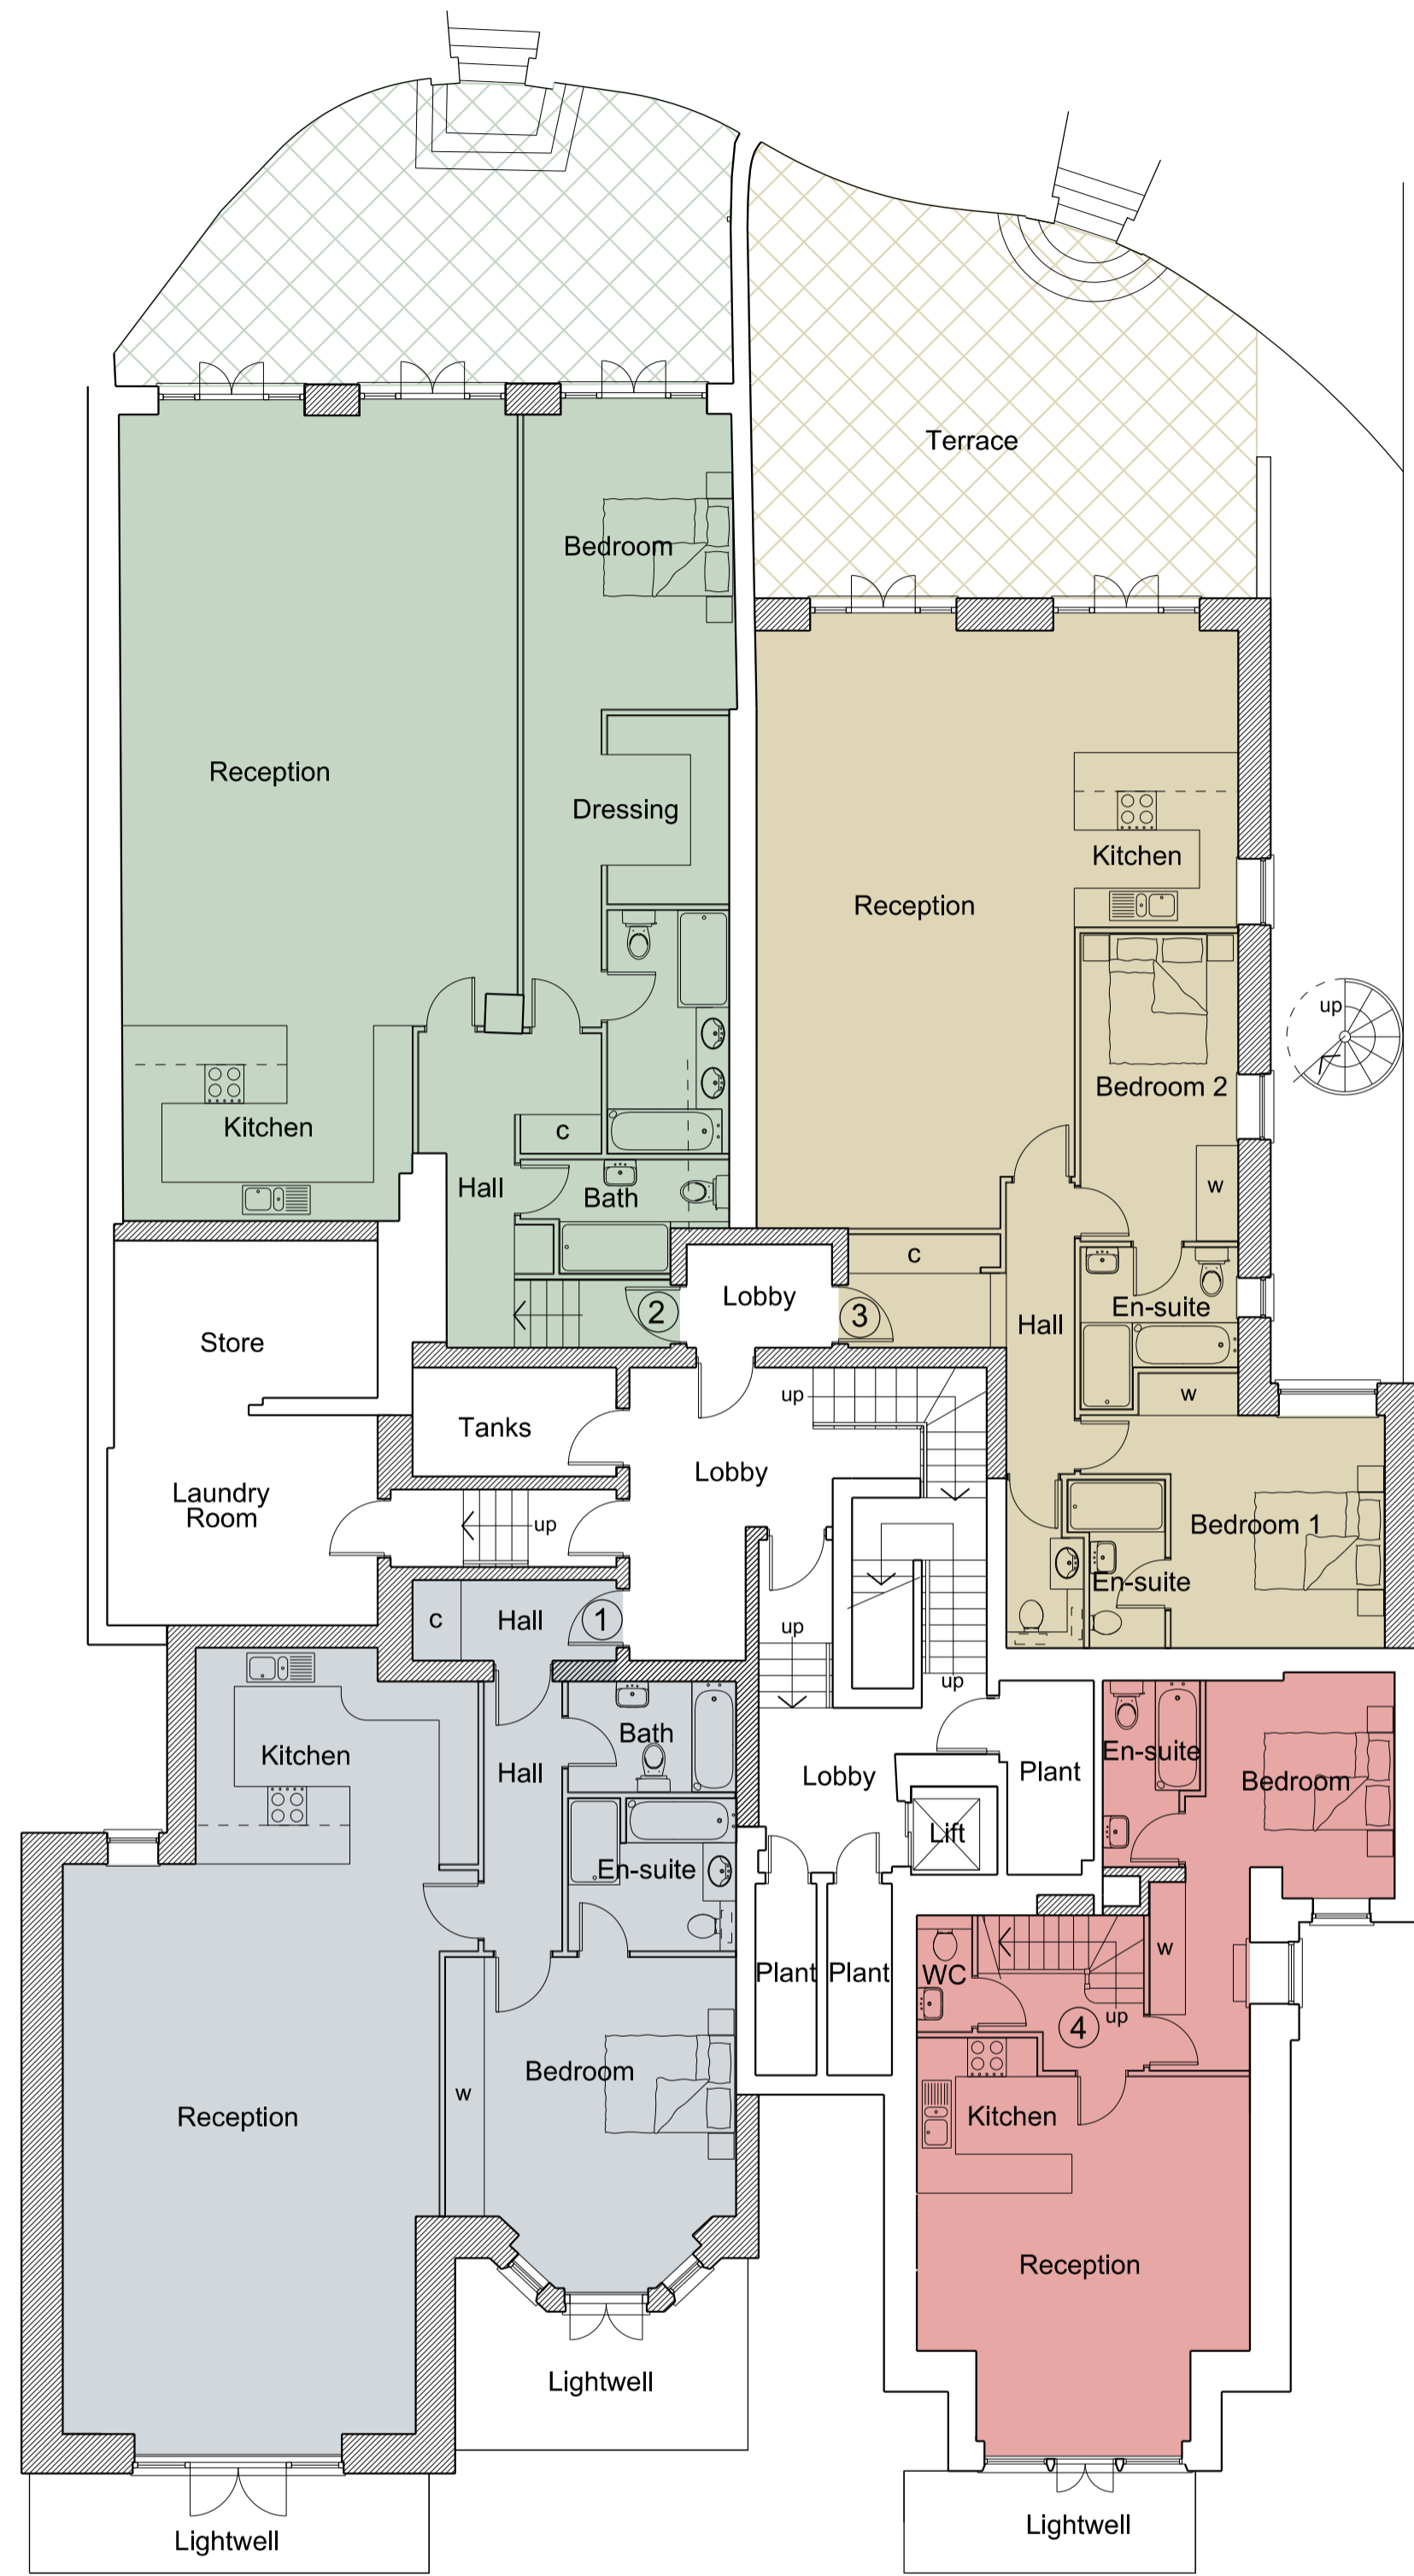 Terrace
Bedroom
Reception
Dressing
Kitchen
Reception
up
Bedroom 2
Kitchen
c
w
Hall
Bath
c
Lobby
En-suite
2
3
Hall
Store
w
up
Tanks
Lobby
Laundry
Room
up
Bedroom 1
En-suite
c
Hall
1
up
up
Bath
Kitchen
En-suite
Hall
Lobby
Plant
Bedroom
Lift
En-suite
w
Plant
Plant
WC
up
4
Bedroom
w
Reception
Kitchen
Reception
Lightwell
Lightwell
Lightwell